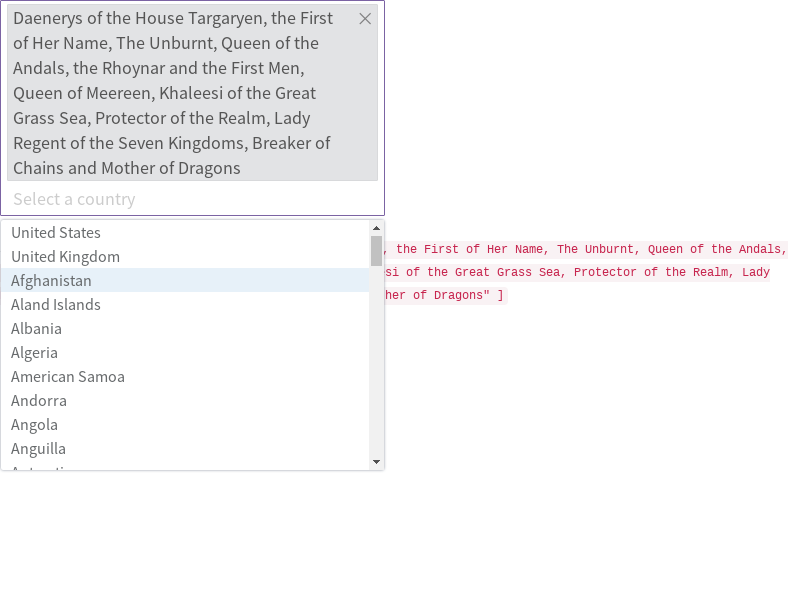 Daenerys of the House Targaryen, the First
of Her Name, The Unburnt, Queen of the
Andals, the Rhoynar and the First Men,
Queen of Meereen, Khaleesi of the Great
Grass Sea, Protector of the Realm, Lady
Regent of the Seven Kingdoms, Breaker of
Chains and Mother of Dragons
Select a country
United States
United Kingdom
Afghanistan
Aland Islands
Albania
Algeria
American Samoa
Andorra
Angola
Anguilla
, the First of Her Name, The Unburnt, Queen of the Andals,
si of the Great Grass Sea, Protector of the Realm, Lady
her of Dragons" ]